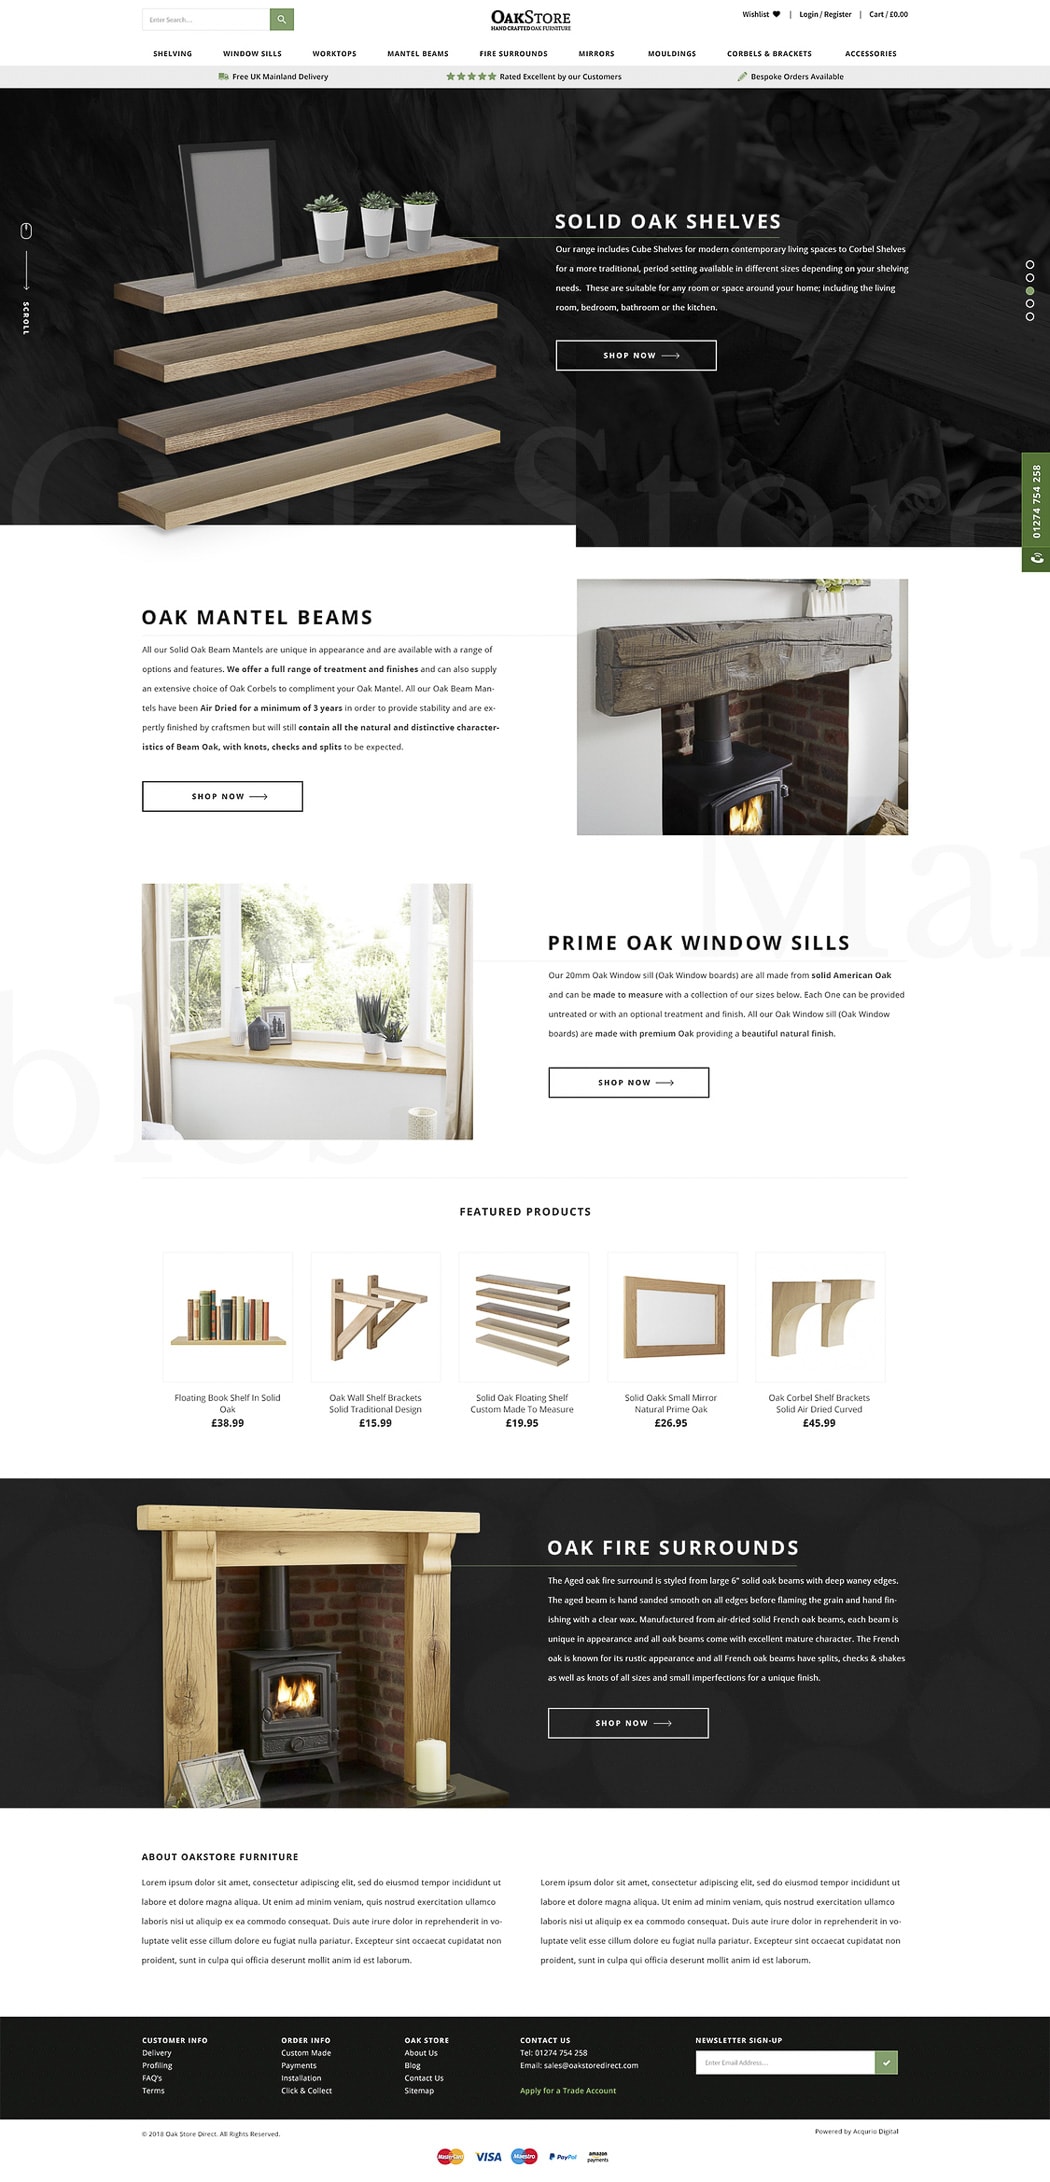 Enter Search...
OAKSTORE
HAND CRAFTED OAK FURNITURE
Wishlist | Login / Register | Cart / £0.00
SHELVING WINDOW SILLS WORKTOPS MANTEL BEAMS FIRE SURROUNDS MIRRORS MOULDINGS CORBELS & BRACKETS ACCESSORIES
Free UK Mainland Delivery Rated Excellent by our Customers Bespoke Orders Available
SOLID OAK SHELVES
Our range includes Cube Shelves for modern contemporary living spaces to Corbel Shelves
for a more traditional, period setting available in different sizes depending on your shelving
needs. These are suitable for any room or space around your home; including the living
room, bedroom, bathroom or the kitchen.
SHOP NOW
SCROLL
Oak Store
01274 754 258
OAK MANTEL BEAMS
All our Solid Oak Beam Mantels are unique in appearance and are available with a range of
options and features. We offer a full range of treatment and finishes and can also supply
an extensive choice of Oak Corbels to compliment your Oak Mantel. All our Oak Beam Man-
tels have been Air Dried for a minimum of 3 years in order to provide stability and are ex-
pertly finished by craftsmen but will still contain all the natural and distinctive character-
istics of Beam Oak, with knots, checks and splits to be expected.
SHOP NOW
Man
PRIME OAK WINDOW SILLS
Our 20mm Oak Window sill (Oak Window boards) are all made from solid American Oak
and can be made to measure with a collection of our sizes below. Each One can be provided
untreated or with an optional treatment and finish. All our Oak Window sill (Oak Window
boards) are made with premium Oak providing a beautiful natural finish.
SHOP NOW
bles
FEATURED PRODUCTS
Floating Book Shelf In Solid
Oak
£38.99
Oak Wall Shelf Brackets
Solid Traditional Design
£15.99
Solid Oak Floating Shelf
Custom Made To Measure
£19.95
Solid Oakk Small Mirror
Natural Prime Oak
£26.95
Oak Corbel Shelf Brackets
Solid Air Dried Curved
£45.99
OAK FIRE SURROUNDS
The Aged oak fire surround is styled from large 6" solid oak beams with deep waney edges.
The aged beam is hand sanded smooth on all edges before flaming the grain and hand fin-
ishing with a clear wax. Manufactured from air-dried solid French oak beams, each beam is
unique in appearance and all oak beams come with excellent mature character. The French
oak is known for its rustic appearance and all French oak beams have splits, checks & shakes
as well as knots of all sizes and small imperfections for a unique finish.
SHOP NOW
ABOUT OAKSTORE FURNITURE
Lorem ipsum dolor sit amet, consectetur adipiscing elit, sed do eiusmod tempor incididunt ut
labore et dolore magna aliqua. Ut enim ad minim veniam, quis nostrud exercitation ullamco
laboris nisi ut aliquip ex ea commodo consequat. Duis aute irure dolor in reprehenderit in vo-
luptate velit esse cillum dolore eu fugiat nulla pariatur. Excepteur sint occaecat cupidatat non
proident, sunt in culpa qui officia deserunt mollit anim id est laborum.
Lorem ipsum dolor sit amet, consectetur adipiscing elit, sed do eiusmod tempor incididunt ut
labore et dolore magna aliqua. Ut enim ad minim veniam, quis nostrud exercitation ullamco
laboris nisi ut aliquip ex ea commodo consequat. Duis aute irure dolor in reprehenderit in vo-
luptate velit esse cillum dolore eu fugiat nulla pariatur. Excepteur sint occaecat cupidatat non
proident, sunt in culpa qui officia deserunt mollit anim id est laborum.
CUSTOMER INFO
Delivery
Profiling
FAQ's
Terms
ORDER INFO
Custom Made
Payments
Installation
Click & Collect
OAK STORE
About Us
Blog
Contact Us
Sitemap
CONTACT US
Tel: 01274 754 258
Email: sales@oakstoredirect.com
Apply for a Trade Account
NEWSLETTER SIGN-UP
Enter Email Address...
© 2018 Oak Store Direct. All Rights Reserved.
Powered by Acqurio Digital
MasterCard VISA Maestro PayPal amazon payments